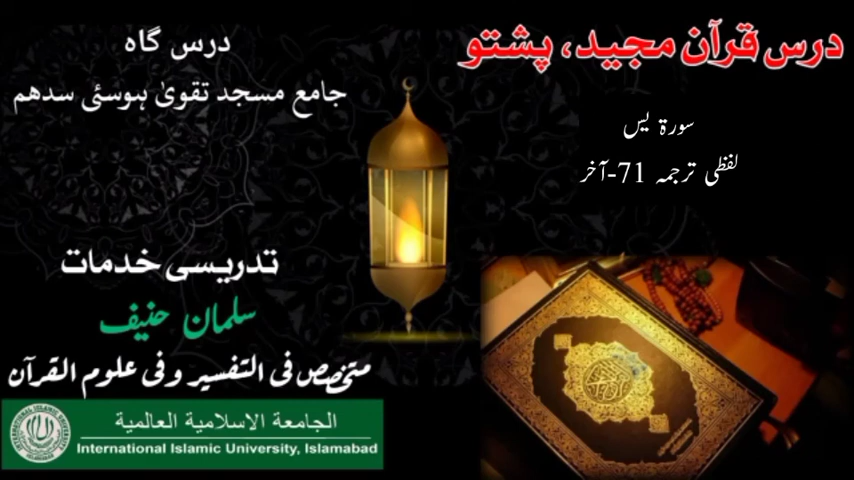 درس قرآن مجید، پشتو
سورۃ یس
لفظی ترجمہ 71-آخر
درس گاہ
جامع مسجد تقویٰ ہوسئی سدھم
تدریسی خدمات
سلمان حنیف
متخصص فی التفسیر وفی علوم القرآن
الجامعة الاسلامية العالمية
International Islamic University, Islamabad